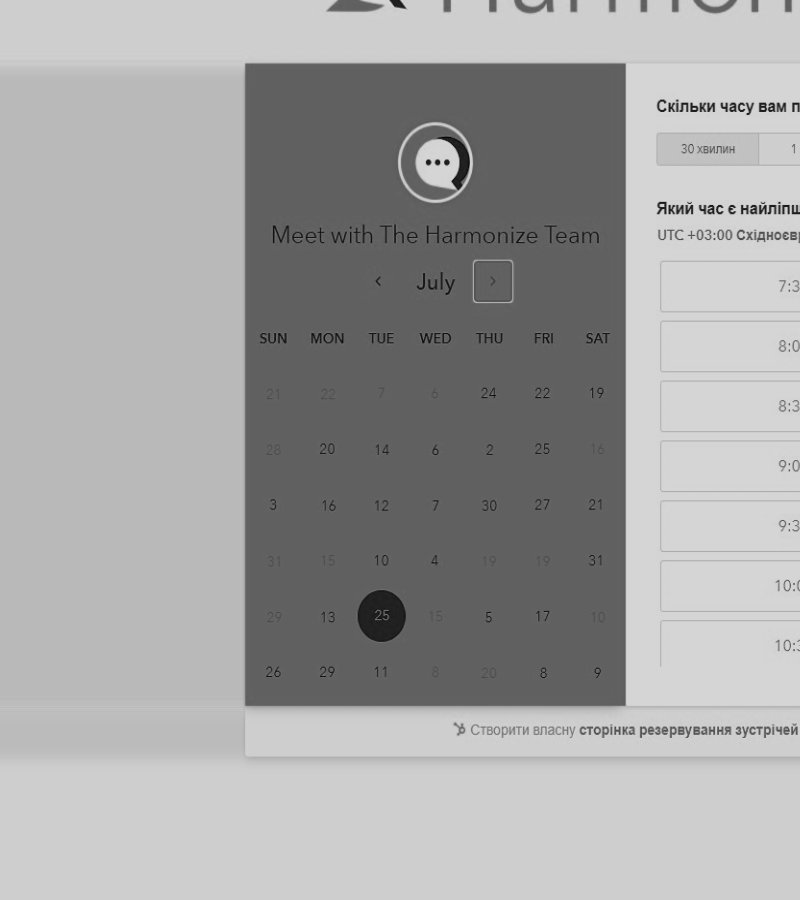 Harmon
Meet with The Harmonize Team
July
SUN MON TUE WED THU FRI SAT
21 22 7 6 24 22 19
28 20 14 6 2 25 16
3 16 12 7 30 27 21
31 15 10 4 19 19 31
29 13 25 15 5 17 10
26 29 11 8 20 8 9
Скільки часу вам п
30 хвилин 1
Який час є найліпш
UTC +03:00 Східноєвр
7:3
8:0
8:3
9:0
9:3
10:0
10:3
Створити власну сторінка резервування зустрічей